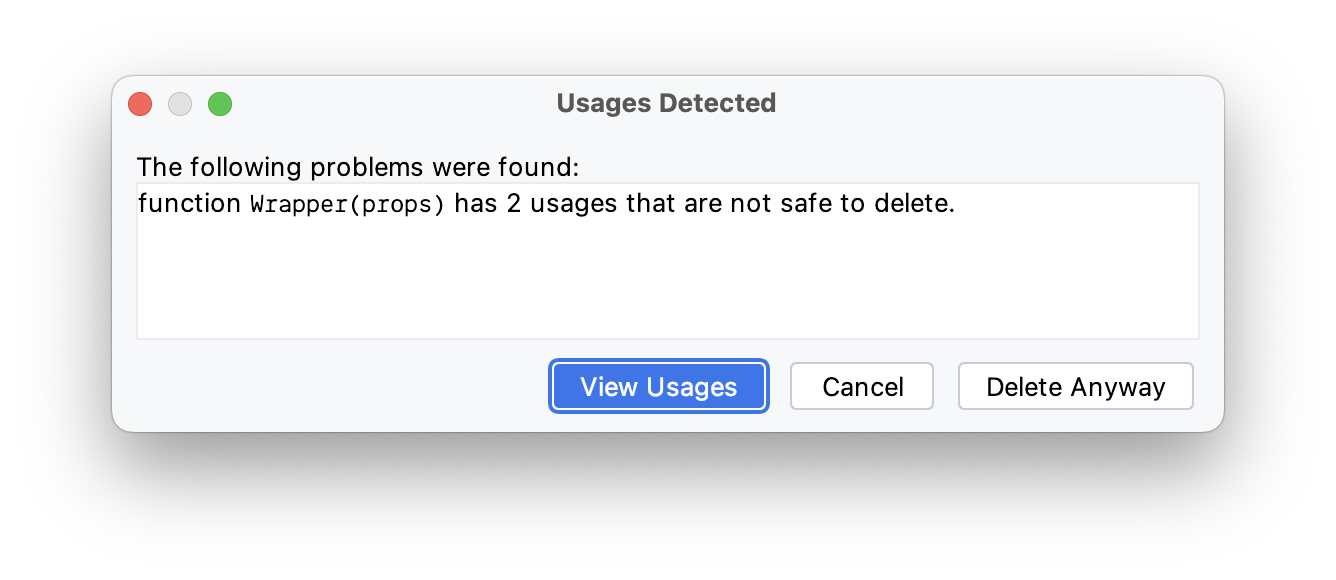 Usages Detected
The following problems were found:
function Wrapper(props) has 2 usages that are not safe to delete.
View Usages
Cancel
Delete Anyway